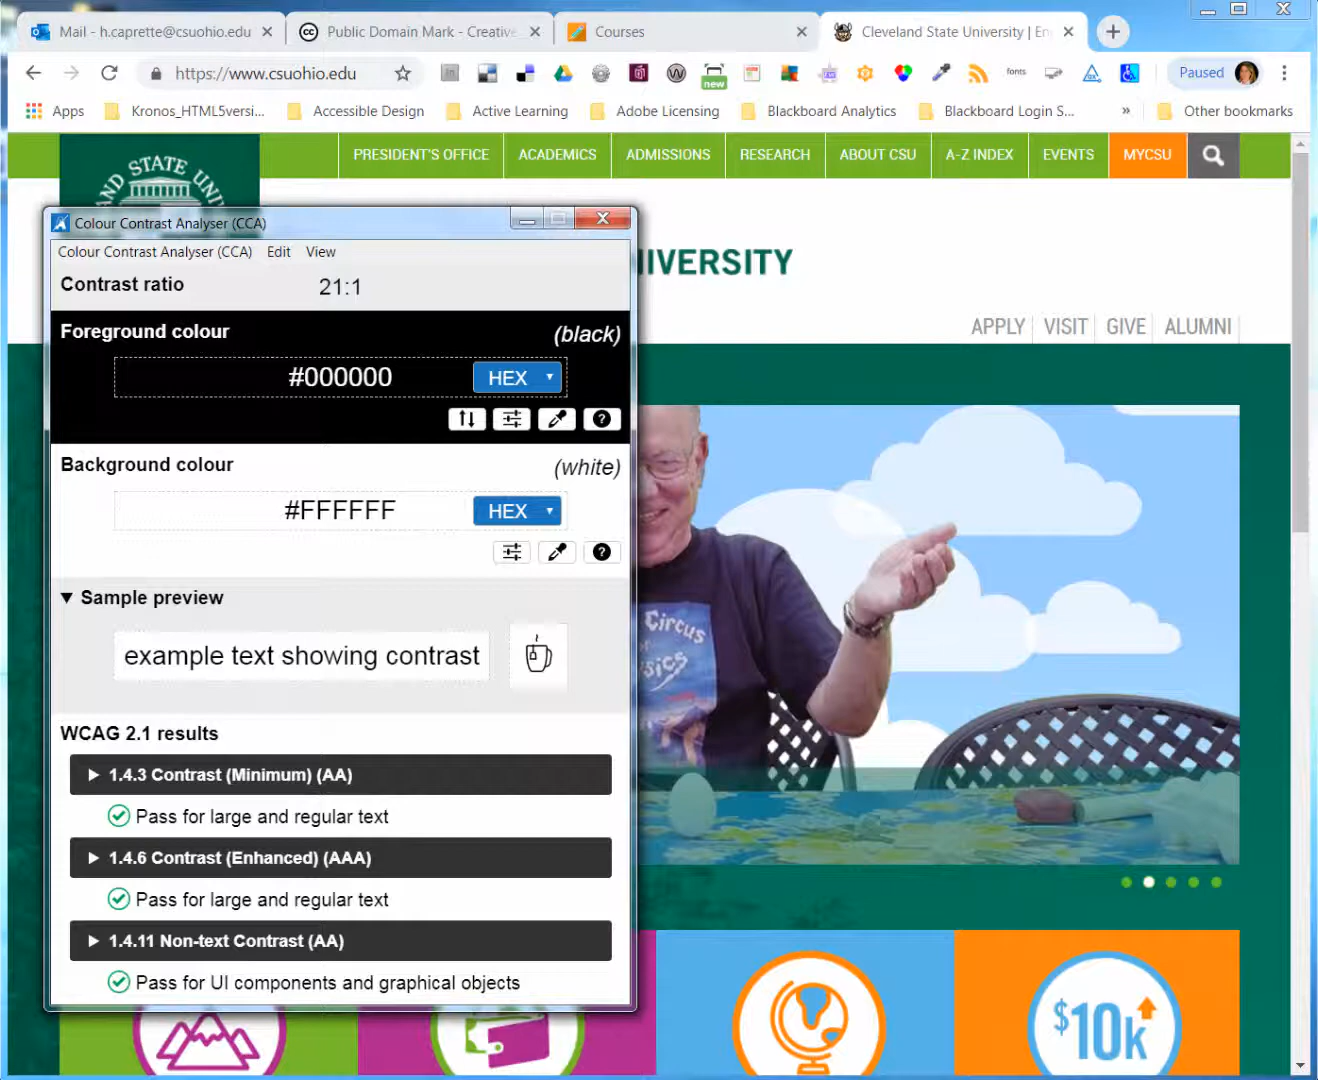 Mail - h.caprette@csuohio.edu
Public Domain Mark - Creative
Courses
Cleveland State University | En
https://www.csuohio.edu
new
fonts
Paused
Apps
Kronos_HTML5versi...
Accessible Design
Active Learning
Adobe Licensing
Blackboard Analytics
Blackboard Login S...
»
Other bookmarks
PRESIDENT'S OFFICE
ACADEMICS
ADMISSIONS
RESEARCH
ABOUT CSU
A-Z INDEX
EVENTS
MYCSU
AND STATE UNIV
IVERSITY
APPLY
VISIT
GIVE
ALUMNI
Colour Contrast Analyser (CCA)
Colour Contrast Analyser (CCA) Edit View
Contrast ratio 21:1
Foreground colour (black)
#000000 HEX
Background colour (white)
#FFFFFF HEX
Sample preview
example text showing contrast
WCAG 2.1 results
1.4.3 Contrast (Minimum) (AA)
Pass for large and regular text
1.4.6 Contrast (Enhanced) (AAA)
Pass for large and regular text
1.4.11 Non-text Contrast (AA)
Pass for UI components and graphical objects
Circus
$10k